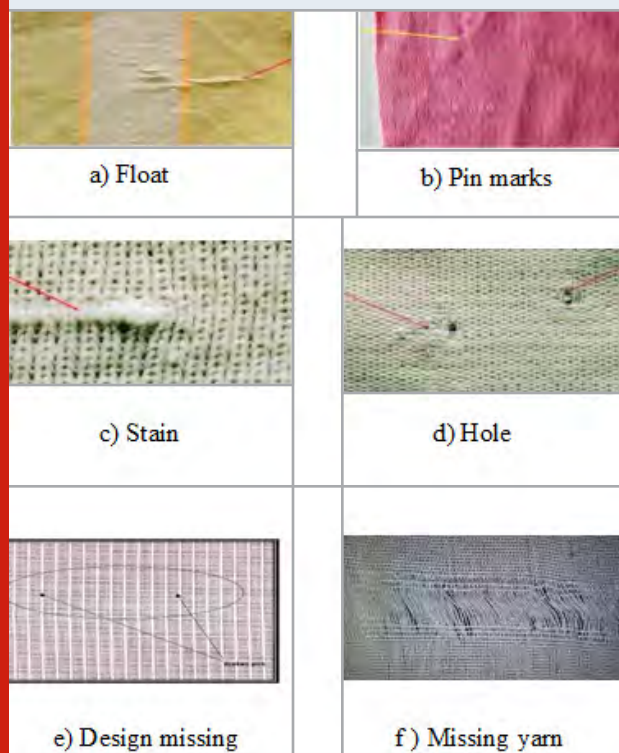 a) Float
b) Pin marks
c) Stain
d) Hole
e) Design missing
f ) Missing yarn